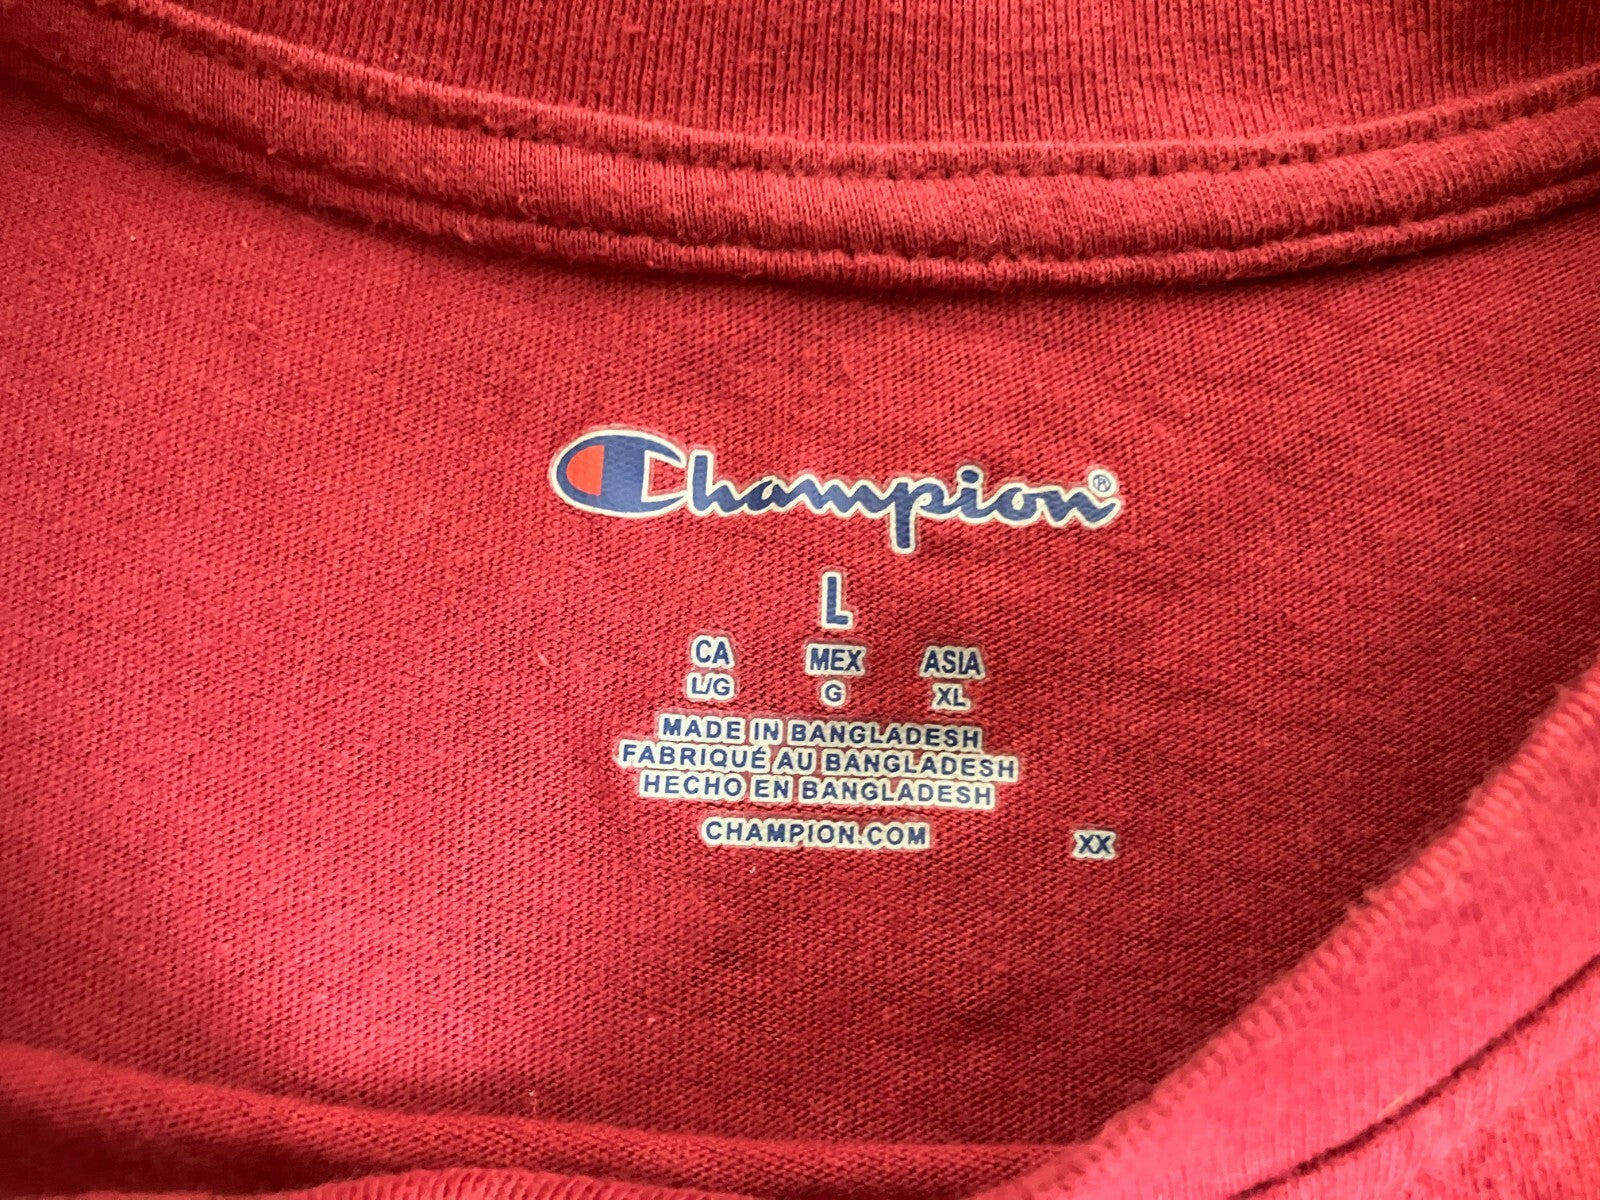 Champion®
L
CA MEX ASIA
L/G G XL
MADE IN BANGLADESH
FABRIQUÉ AU BANGLADESH
HECHO EN BANGLADESH
CHAMPION.COM XX